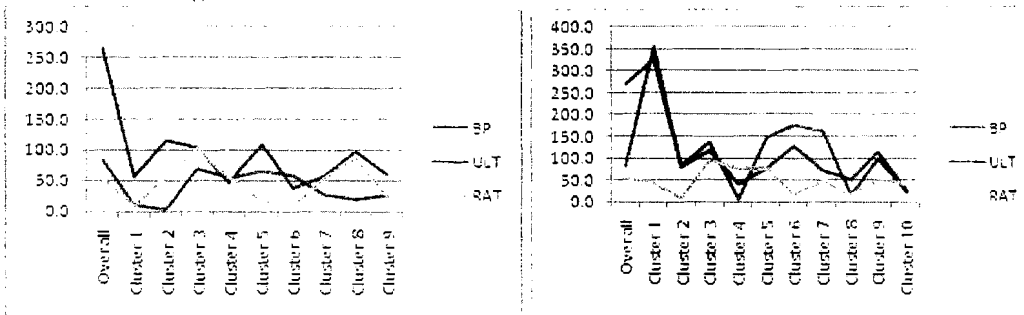 300.0
250.0
200.0
150.0
100.0
50.0
0.0
Overall
Cluster 1
Cluster 2
Cluster 3
Cluster 4
Cluster 5
Cluster 6
Cluster 7
Cluster 8
Cluster 9
BP
ULT
RAT
400.0
350.0
300.0
250.0
200.0
150.0
100.0
50.0
0.0
Overall
Cluster 1
Cluster 2
Cluster 3
Cluster 4
Cluster 5
Cluster 6
Cluster 7
Cluster 8
Cluster 9
Cluster 10
BP
ULT
RAT